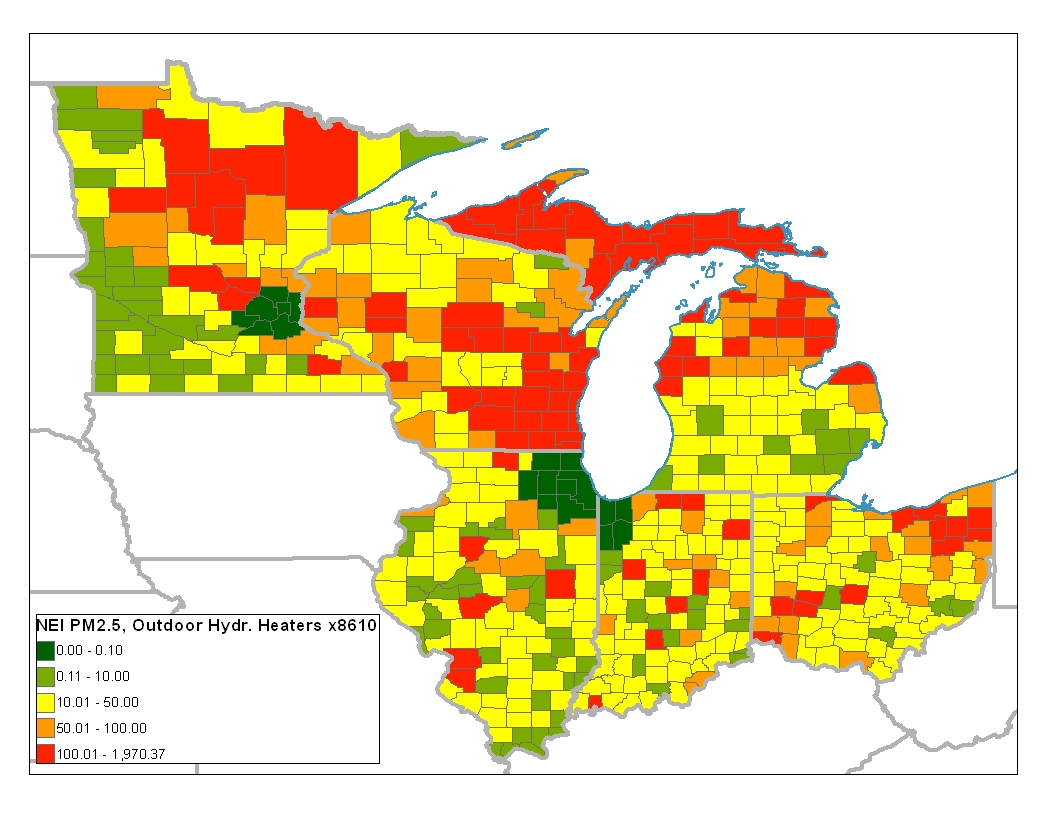 NEI PM2.5, Outdoor Hydr. Heaters x8610
0.00 - 0.10
0.11 - 10.00
10.01 - 50.00
50.01 - 100.00
100.01 - 1,970.37